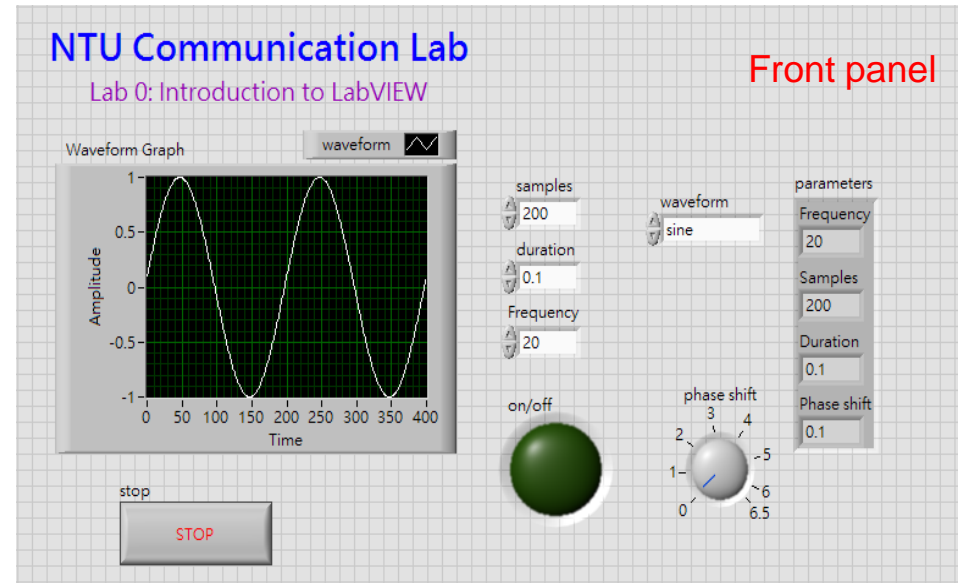 NTU Communication Lab
Lab 0: Introduction to LabVIEW
Front panel
Waveform Graph
waveform
1
0.5
0
-0.5
-1
Amplitude
0 50 100 150 200 250 300 350 400
Time
samples
200
duration
0.1
Frequency
20
waveform
sine
parameters
Frequency
20
Samples
200
Duration
0.1
Phase shift
0.1
on/off
phase shift
0
1
2
3
4
5
6
6.5
stop
STOP